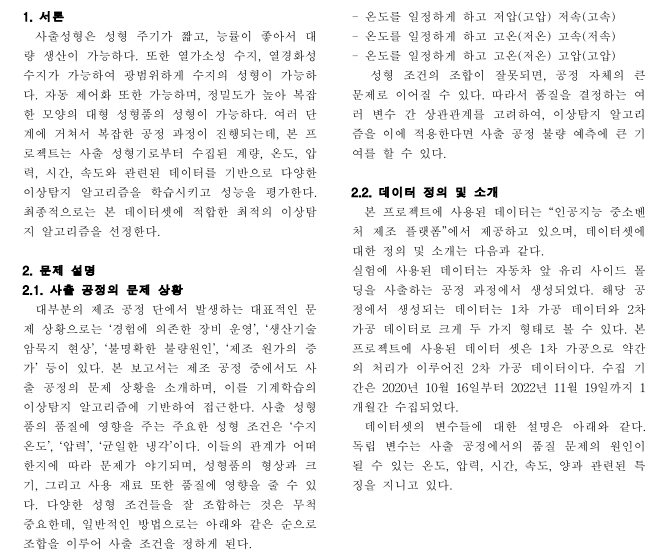 1. 서론
사출성형은 성형 주기가 짧고, 능률이 좋아서 대
량 생산이 가능하다. 또한 열가소성 수지, 열경화성
수지가 가능하여 광범위하게 수지의 성형이 가능하
다. 자동 제어화 또한 가능하며, 정밀도가 높아 복잡
한 모양의 대형 성형품의 성형이 가능하다. 여러 단
계에 거쳐서 복잡한 공정 과정이 진행되는데, 본 프
로젝트는 사출 성형기로부터 수집된 계량, 온도, 압
력, 시간, 속도와 관련된 데이터를 기반으로 다양한
이상탐지 알고리즘을 학습시키고 성능을 평가한다.
최종적으로는 본 데이터셋에 적합한 최적의 이상탐
지 알고리즘을 선정한다.
2. 문제 설명
2.1. 사출 공정의 문제 상황
대부분의 제조 공정 단에서 발생하는 대표적인 문
제 상황으로는 ‘경험에 의존한 장비 운영’, ‘생산기술
암묵지 현상’, ‘불명확한 불량원인’, ‘제조 원가의 증
가’ 등이 있다. 본 보고서는 제조 공정 중에서도 사
출 공정의 문제 상황을 소개하며, 이를 기계학습의
이상탐지 알고리즘에 기반하여 접근한다. 사출 성형
품의 품질에 영향을 주는 주요한 성형 조건은 ‘수지
온도’, ‘압력’, ‘균일한 냉각’이다. 이들의 관계가 어떠
한지에 따라 문제가 야기되며, 성형품의 형상과 크
기, 그리고 사용 재료 또한 품질에 영향을 줄 수 있
다. 다양한 성형 조건들을 잘 조합하는 것은 무척
중요한데, 일반적인 방법으로는 아래와 같은 순으로
조합을 이루어 사출 조건을 정하게 된다.
- 온도를 일정하게 하고 저압(고압) 저속(고속)
- 온도를 일정하게 하고 고온(저온) 고속(저속)
- 온도를 일정하게 하고 고온(저온) 고압(고압)
성형 조건의 조합이 잘못되면, 공정 자체의 큰
문제로 이어질 수 있다. 따라서 품질을 결정하는 여
러 변수 간 상관관계를 고려하여, 이상탐지 알고리
즘을 이에 적용한다면 사출 공정 불량 예측에 큰 기
여를 할 수 있다.
2.2. 데이터 정의 및 소개
본 프로젝트에 사용된 데이터는 “인공지능 중소벤
처 제조 플랫폼”에서 제공하고 있으며, 데이터셋에
대한 정의 및 소개는 다음과 같다.
실험에 사용된 데이터는 자동차 앞 유리 사이드 몰
딩을 사출하는 공정 과정에서 생성되었다. 해당 공
정에서 생성되는 데이터는 1차 가공 데이터와 2차
가공 데이터로 크게 두 가지 형태로 볼 수 있다. 본
프로젝트에 사용된 데이터 셋은 1차 가공으로 약간
의 처리가 이루어진 2차 가공 데이터이다. 수집 기
간은 2020년 10월 16일부터 2022년 11월 19일까지 1
개월간 수집되었다.
데이터셋의 변수들에 대한 설명은 아래와 같다.
독립 변수는 사출 공정에서의 품질 문제의 원인이
될 수 있는 온도, 압력, 시간, 속도, 양과 관련된 특
징을 지니고 있다.